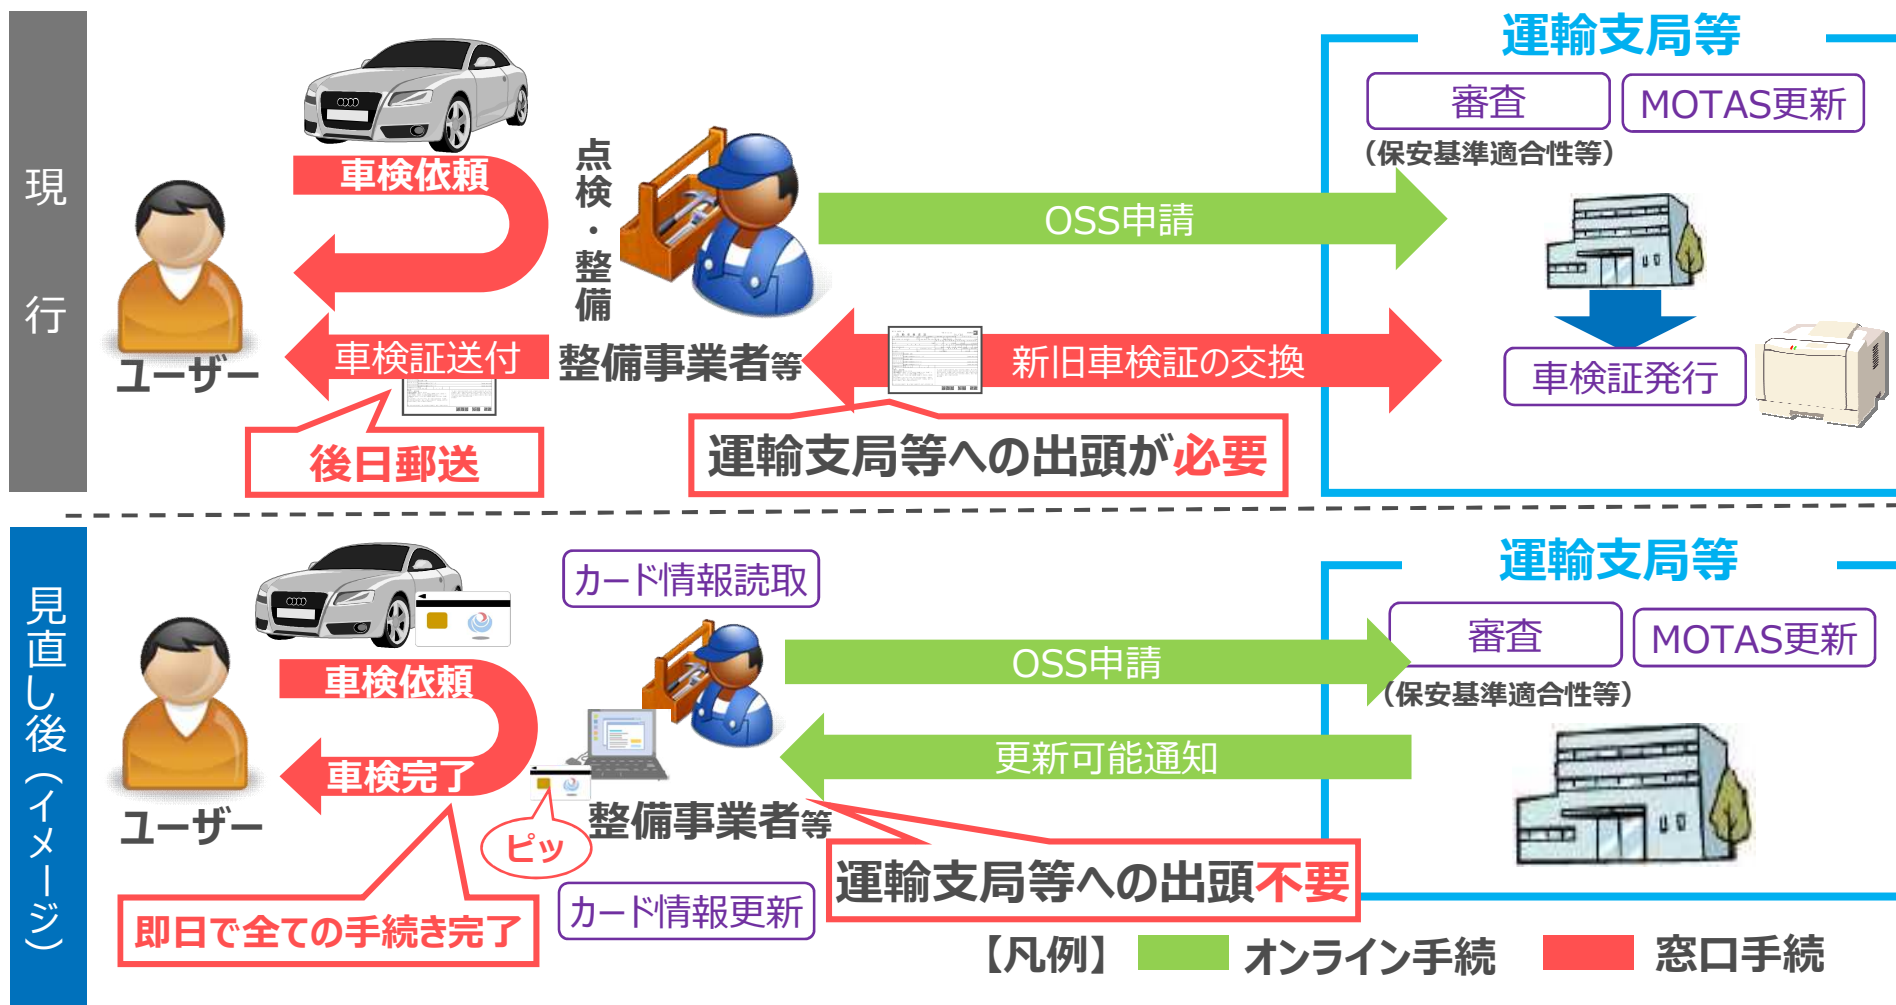 現行
運輸支局等
審査
MOTAS更新
（保安基準適合性等）
車検依頼
点検・整備
OSS申請
ユーザー
車検証送付
整備事業者等
新旧車検証の交換
車検証発行
後日郵送
運輸支局等への出頭が必要
見直し後（イメージ）
運輸支局等
カード情報読取
審査
MOTAS更新
（保安基準適合性等）
車検依頼
OSS申請
車検完了
更新可能通知
ユーザー
ピッ
整備事業者等
運輸支局等への出頭不要
即日で全ての手続き完了
カード情報更新
【凡例】
オンライン手続
窓口手続